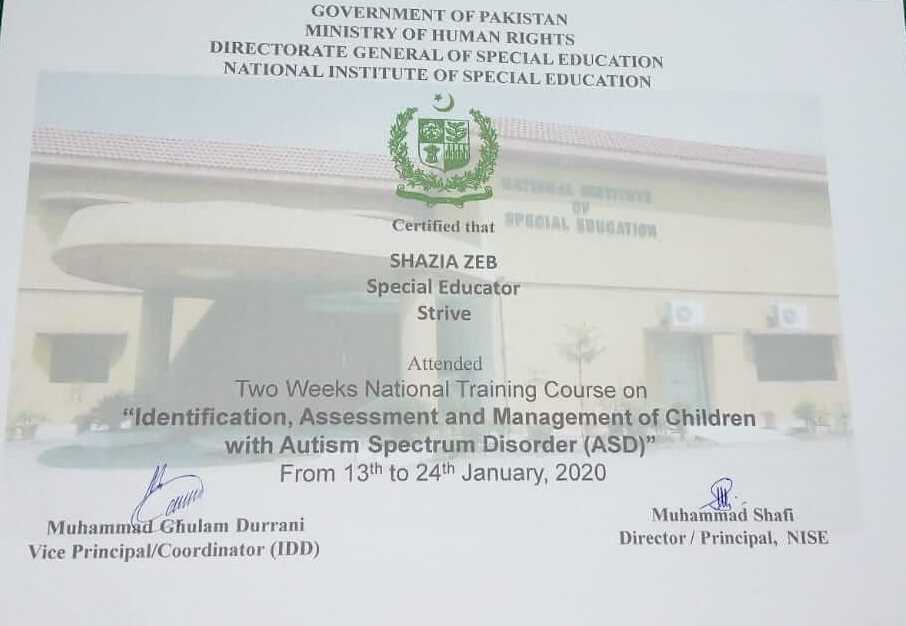 GOVERNMENT OF PAKISTAN
MINISTRY OF HUMAN RIGHTS
DIRECTORATE GENERAL OF SPECIAL EDUCATION
NATIONAL INSTITUTE OF SPECIAL EDUCATION
NATIONAL INSTITUTE
OF
SPECIAL EDUCATION
Certified that
SHAZIA ZEB
Special Educator
Strive
Attended
Two Weeks National Training Course on
“Identification, Assessment and Management of Children
with Autism Spectrum Disorder (ASD)”
From 13th to 24th January, 2020
Muhammad Ghulam Durrani
Vice Principal/Coordinator (IDD)
Muhammad Shafi
Director / Principal, NISE